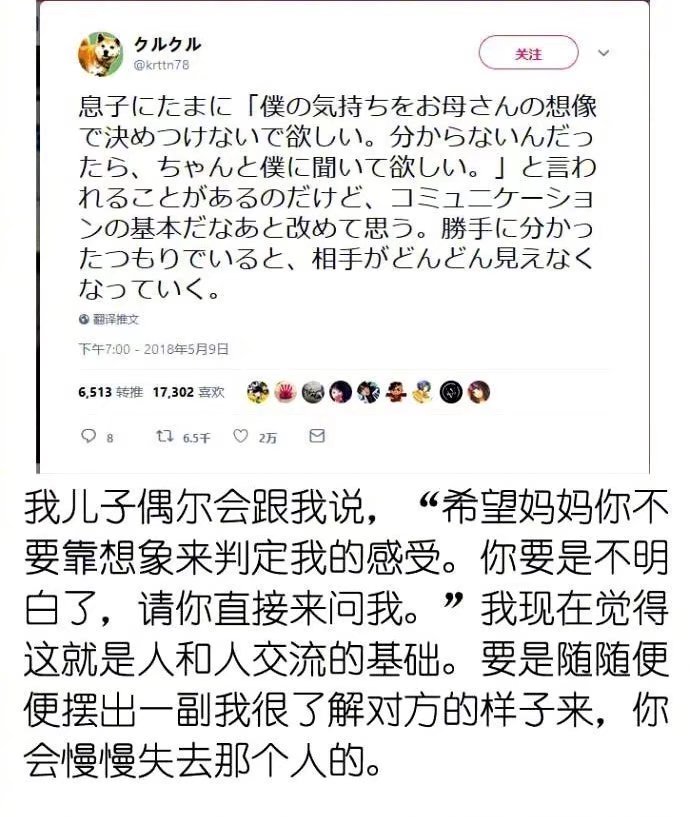 クルクル
@krttn78
关注
息子にたまに「僕の気持ちをお母さんの想像
で決めつけないで欲しい。分からないんだっ
たら、ちゃんと僕に聞いて欲しい。」と言わ
れることがあるのだけど、コミュニケーショ
ンの基本だなあと改めて思う。勝手に分かっ
たつもりでいると、相手がどんどん見えなく
なっていく。
翻译推文
下午7:00 - 2018年5月9日
6,513 转推 17,302 喜欢
8 6.5千 2万
我儿子偶尔会跟我说，“希望妈妈你不
要靠想象来判定我的感受。你要是不明
白了，请你直接来问我。”我现在觉得
这就是人和人交流的基础。要是随随便
便摆出一副我很了解对方的样子来，你
会慢慢失去那个人的。